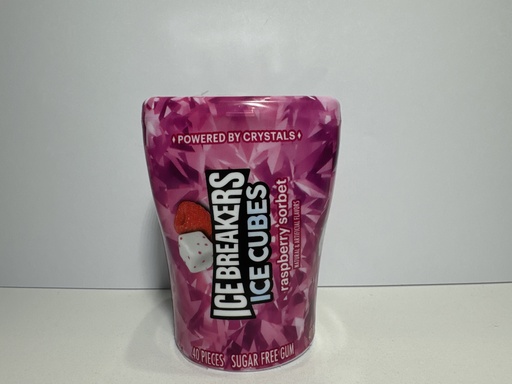 POWERED BY CRYSTALS
ICE BREAKERS
ICE CUBES
raspberry sorbet
NATURAL & ARTIFICIAL FLAVORS
40 PIECES SUGAR FREE GUM